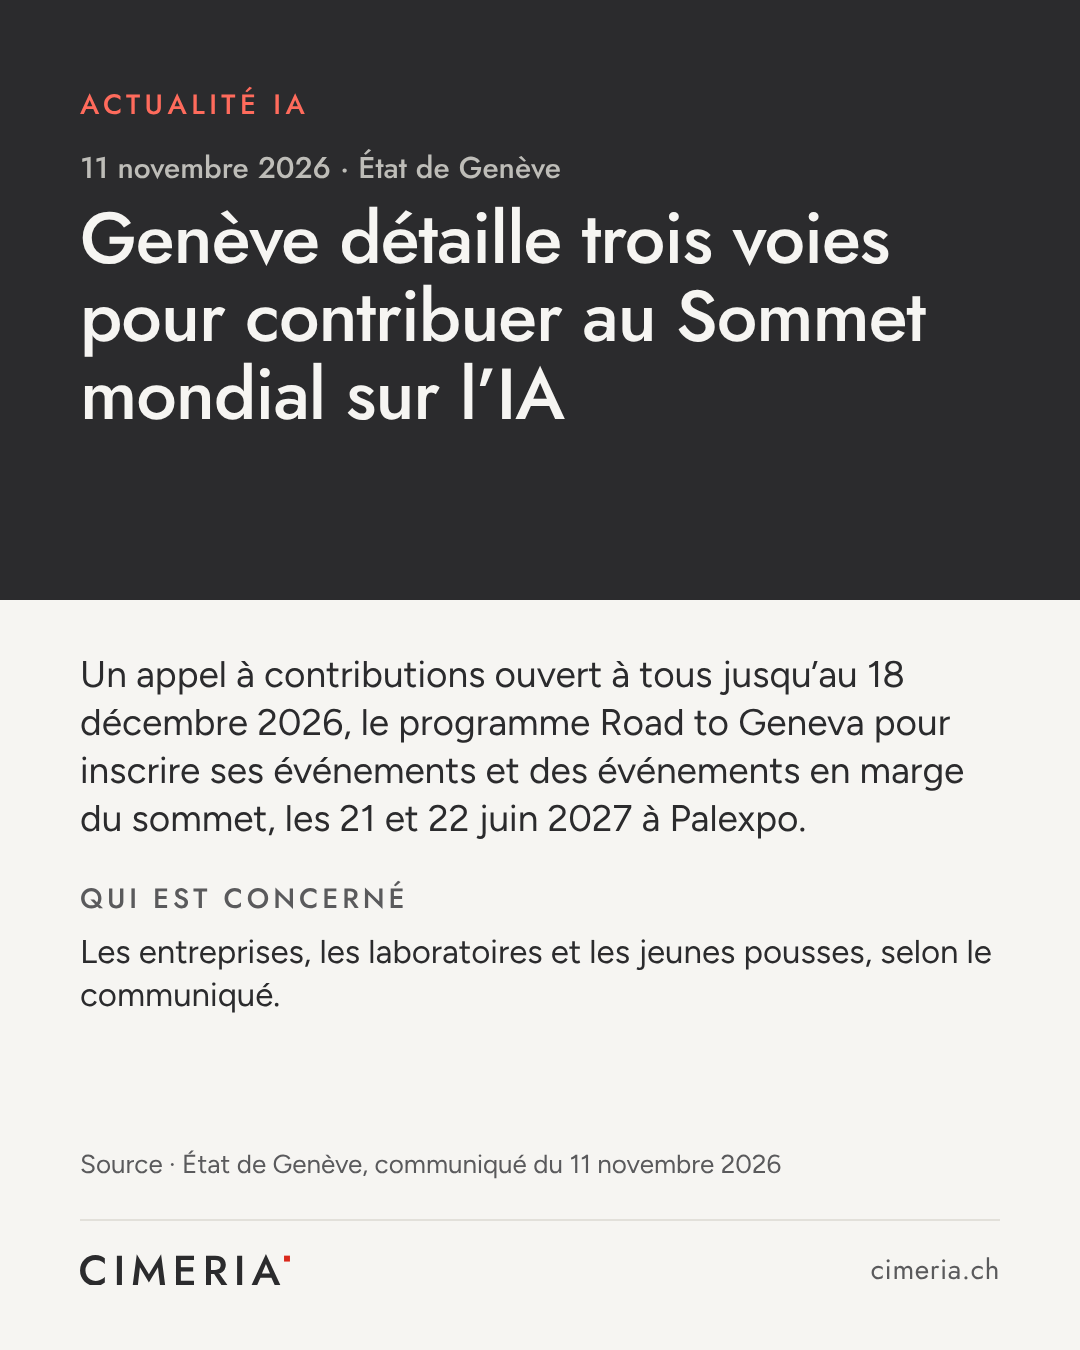 ACTUALITÉ IA
11 novembre 2026 · État de Genève
Genève détaille trois voies
pour contribuer au Sommet
mondial sur l’IA
Un appel à contributions ouvert à tous jusqu’au 18
décembre 2026, le programme Road to Geneva pour
inscrire ses événements et des événements en marge
du sommet, les 21 et 22 juin 2027 à Palexpo.
QUI EST CONCERNÉ
Les entreprises, les laboratoires et les jeunes pousses, selon le
communiqué.
Source · État de Genève, communiqué du 11 novembre 2026
CIMERIA
cimeria.ch